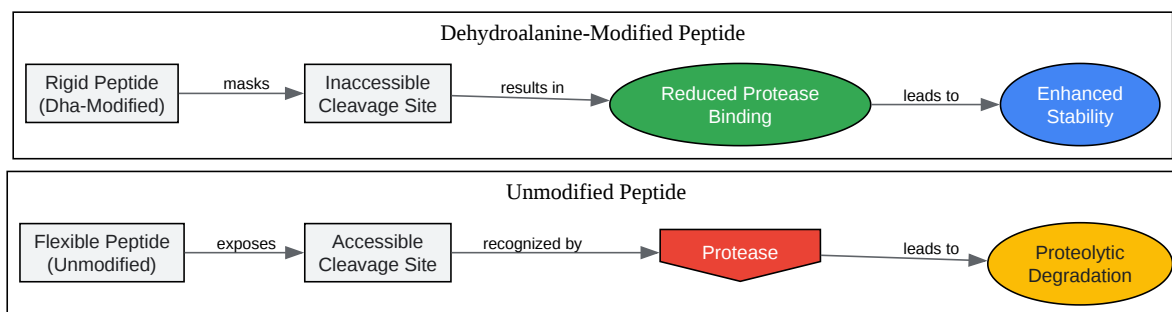 Dehydroalanine-Modified Peptide
Rigid Peptide
(Dha-Modified)
masks
Inaccessible
Cleavage Site
results in
Reduced Protease
Binding
leads to
Enhanced
Stability
Unmodified Peptide
Flexible Peptide
(Unmodified)
exposes
Accessible
Cleavage Site
recognized by
Protease
leads to
Proteolytic
Degradation